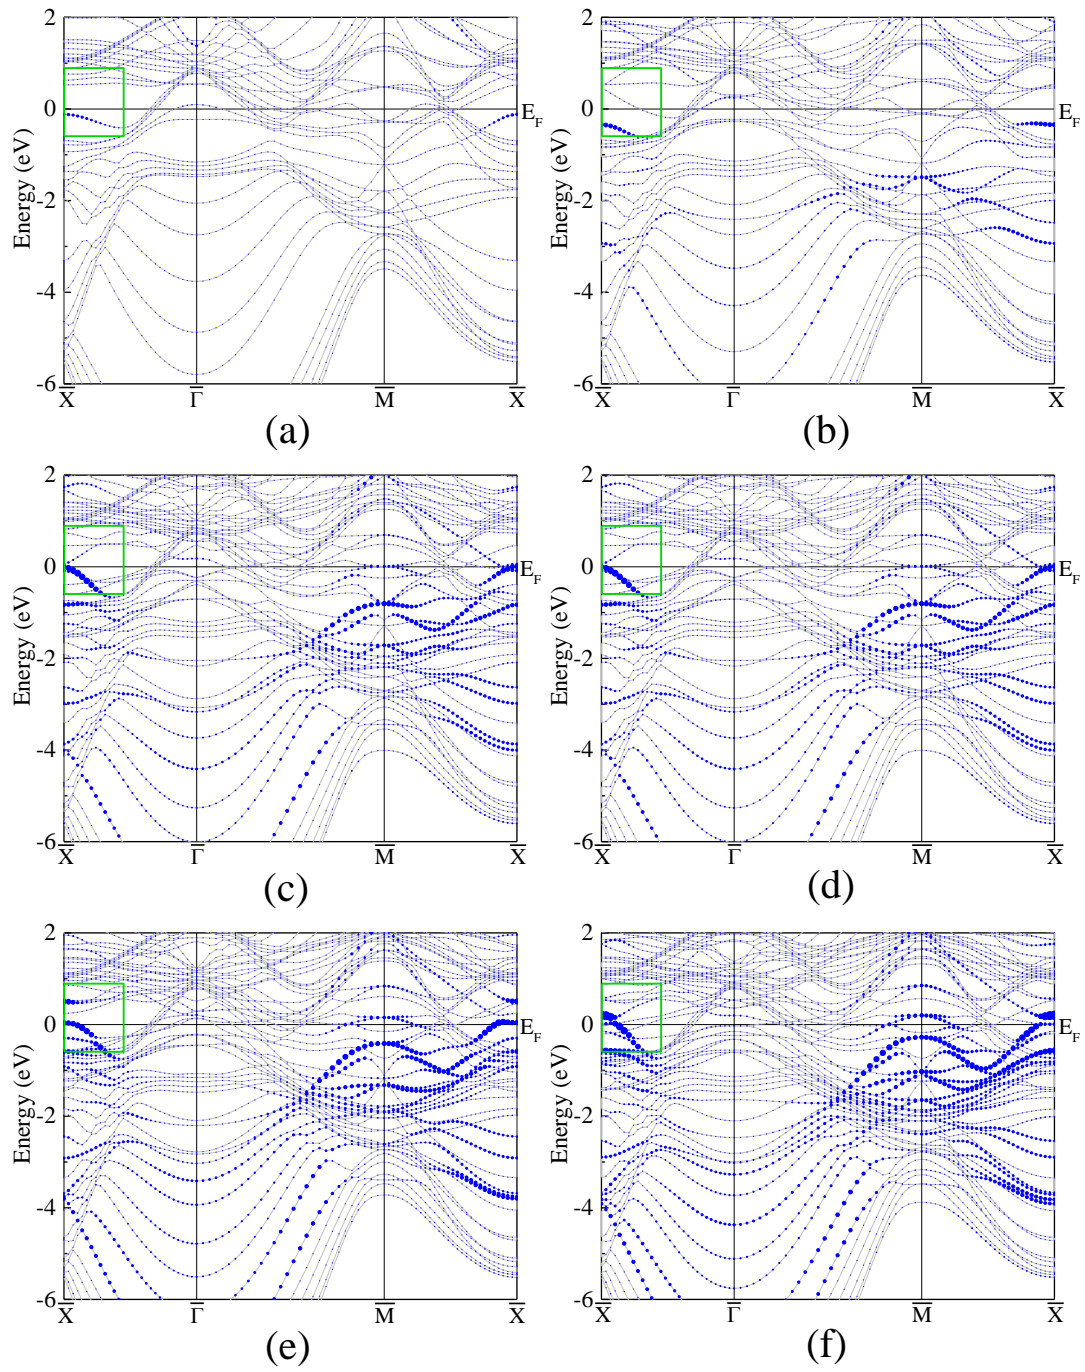 2
0
-2
-4
-6
Energy (eV)
E_F
X̅ Γ̅ M̅ X̅
(a)
2
0
-2
-4
-6
Energy (eV)
E_F
X̅ Γ̅ M̅ X̅
(b)
2
0
-2
-4
-6
Energy (eV)
E_F
X̅ Γ̅ M̅ X̅
(c)
2
0
-2
-4
-6
Energy (eV)
E_F
X̅ Γ̅ M̅ X̅
(d)
2
0
-2
-4
-6
Energy (eV)
E_F
X̅ Γ̅ M̅ X̅
(e)
2
0
-2
-4
-6
Energy (eV)
E_F
X̅ Γ̅ M̅ X̅
(f)